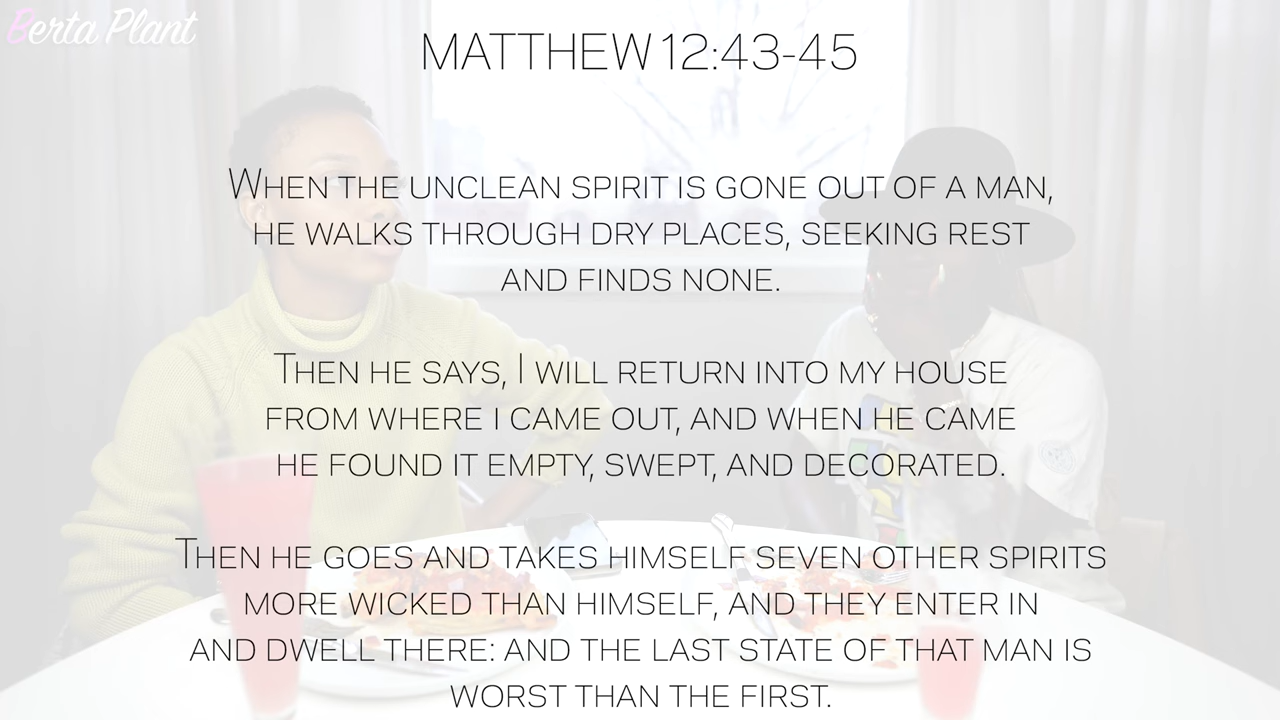 Berta Plant
MATTHEW 12:43-45
WHEN THE UNCLEAN SPIRIT IS GONE OUT OF A MAN,
HE WALKS THROUGH DRY PLACES, SEEKING REST
AND FINDS NONE.
THEN HE SAYS, I WILL RETURN INTO MY HOUSE
FROM WHERE I CAME OUT, AND WHEN HE CAME
HE FOUND IT EMPTY, SWEPT, AND DECORATED.
THEN HE GOES AND TAKES HIMSELF SEVEN OTHER SPIRITS
MORE WICKED THAN HIMSELF, AND THEY ENTER IN
AND DWELL THERE: AND THE LAST STATE OF THAT MAN IS
WORST THAN THE FIRST.